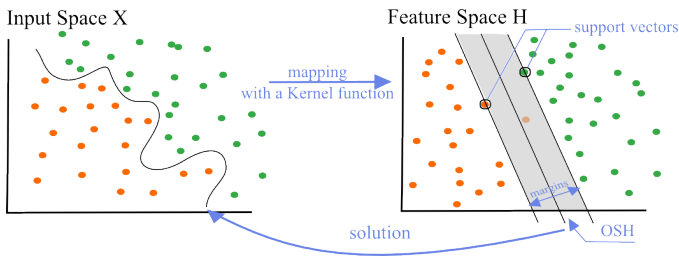 Input Space X
Feature Space H
support vectors
mapping
with a Kernel function
margins
solution
OSH